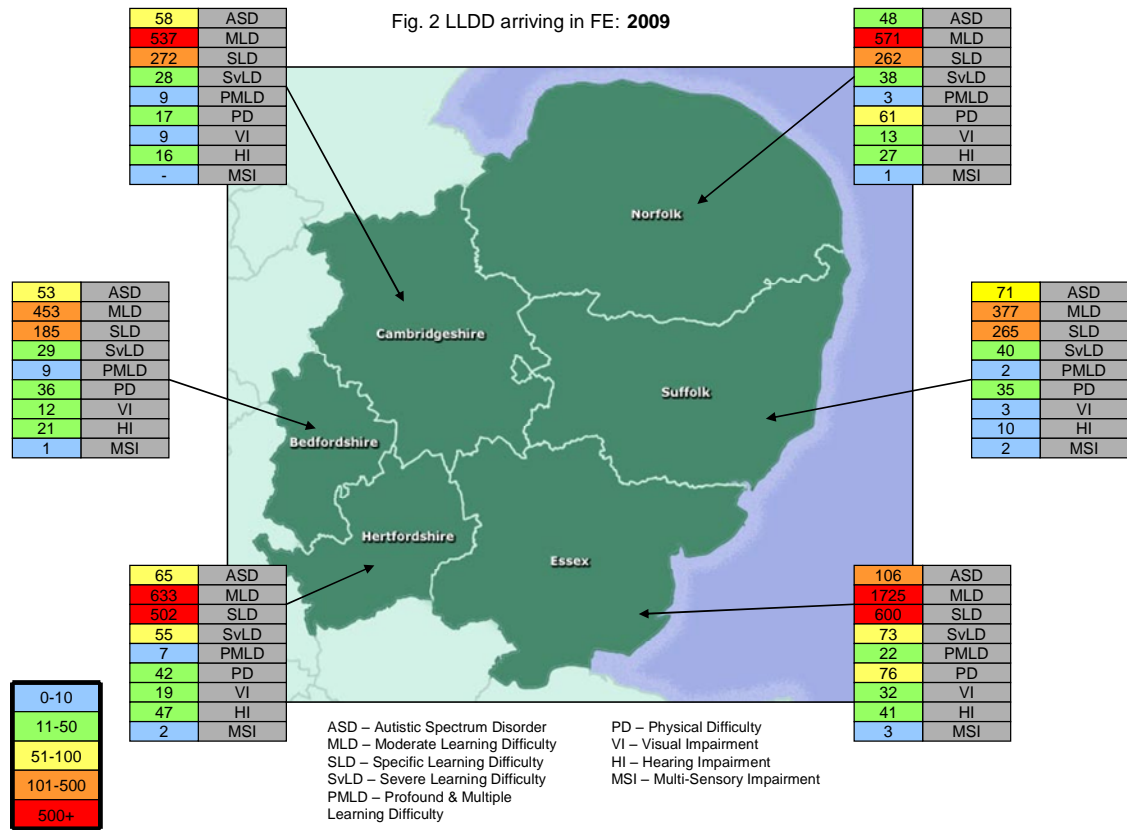 Fig. 2 LLDD arriving in FE: 2009
58 ASD
537 MLD
272 SLD
28 SvLD
9 PMLD
17 PD
9 VI
16 HI
- MSI
48 ASD
571 MLD
262 SLD
38 SvLD
3 PMLD
61 PD
13 VI
27 HI
1 MSI
Norfolk
Cambridgeshire
53 ASD
453 MLD
185 SLD
29 SvLD
9 PMLD
36 PD
12 VI
21 HI
1 MSI
71 ASD
377 MLD
265 SLD
40 SvLD
2 PMLD
35 PD
3 VI
10 HI
2 MSI
Suffolk
Bedfordshire
Hertfordshire
Essex
65 ASD
633 MLD
502 SLD
55 SvLD
7 PMLD
42 PD
19 VI
47 HI
2 MSI
106 ASD
1725 MLD
600 SLD
73 SvLD
22 PMLD
76 PD
32 VI
41 HI
3 MSI
0-10
11-50
51-100
101-500
500+
ASD – Autistic Spectrum Disorder
MLD – Moderate Learning Difficulty
SLD – Specific Learning Difficulty
SvLD – Severe Learning Difficulty
PMLD – Profound & Multiple
Learning Difficulty
PD – Physical Difficulty
VI – Visual Impairment
HI – Hearing Impairment
MSI – Multi-Sensory Impairment